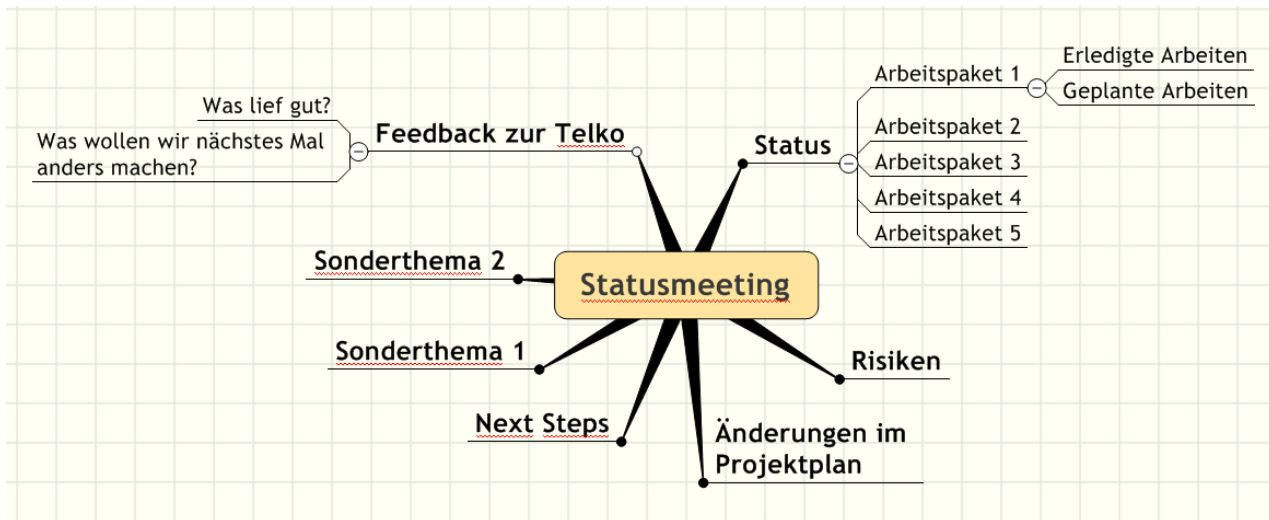 Statusmeeting
Status
Arbeitspaket 1
Erledigte Arbeiten
Geplante Arbeiten
Arbeitspaket 2
Arbeitspaket 3
Arbeitspaket 4
Arbeitspaket 5
Risiken
Änderungen im
Projektplan
Next Steps
Sonderthema 1
Sonderthema 2
Feedback zur Telko
Was lief gut?
Was wollen wir nächstes Mal
anders machen?